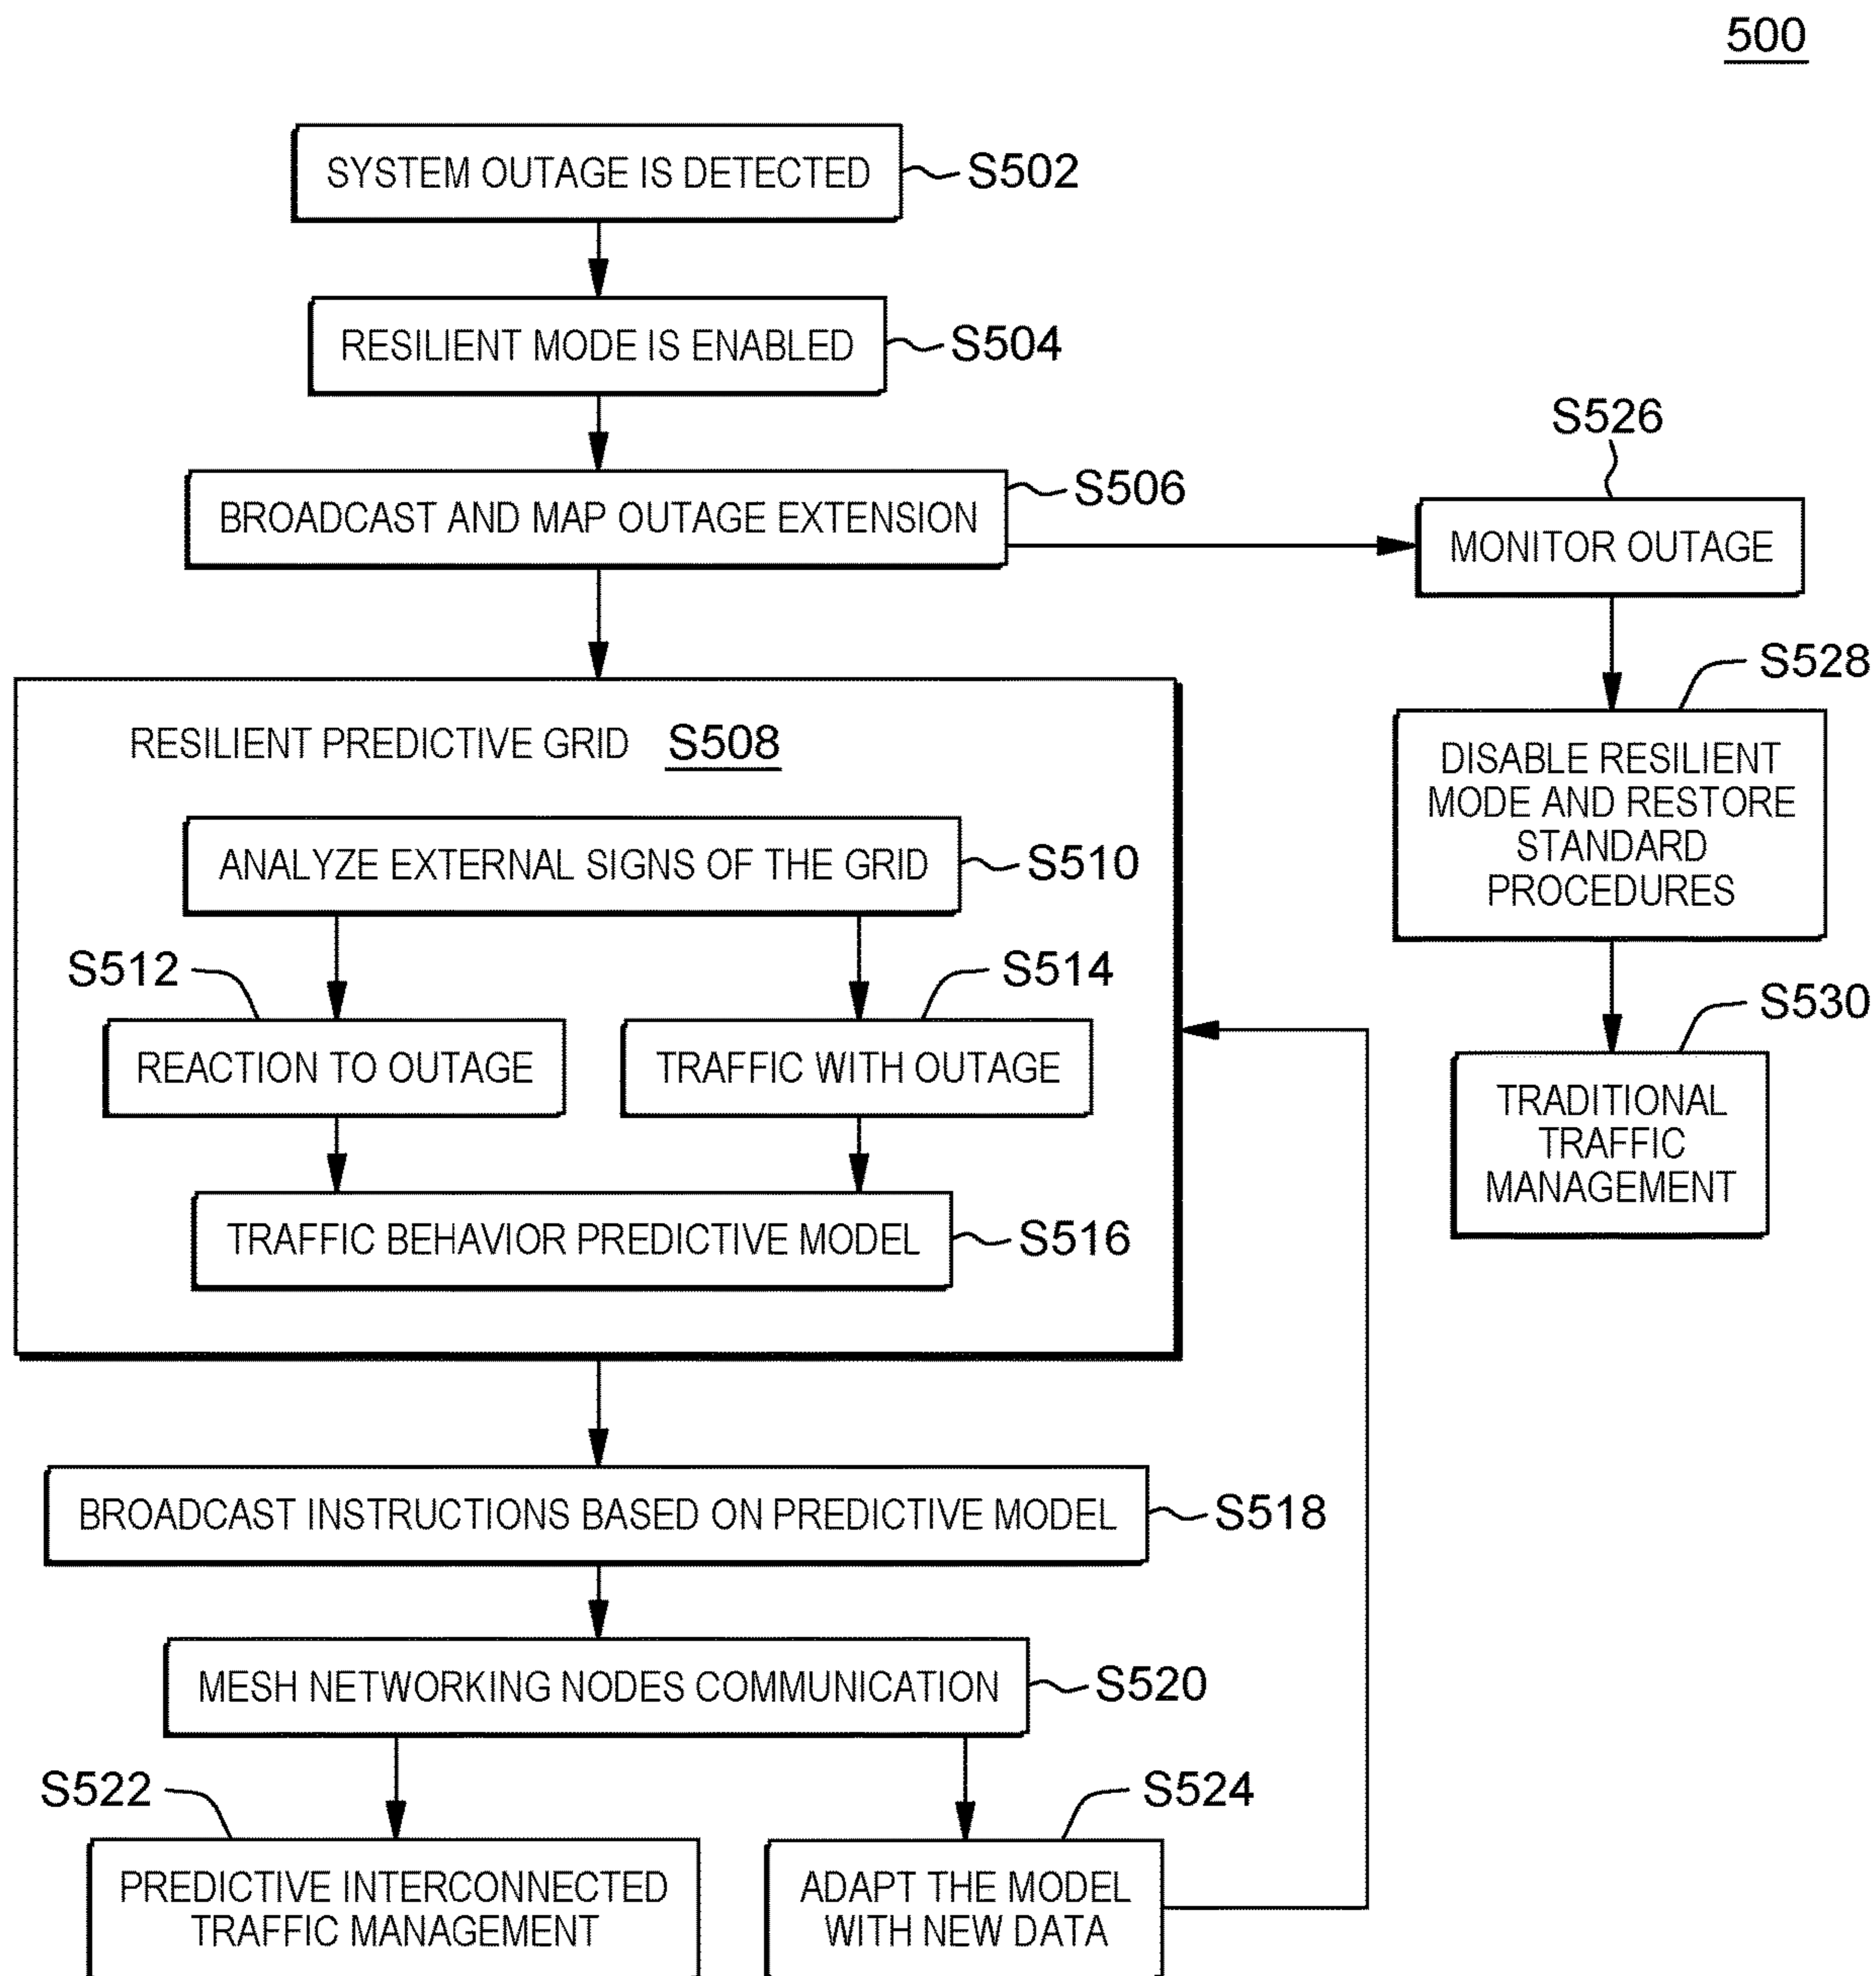 500
SYSTEM OUTAGE IS DETECTED
S502
RESILIENT MODE IS ENABLED
S504
BROADCAST AND MAP OUTAGE EXTENSION
S506
S526
MONITOR OUTAGE
S528
DISABLE RESILIENT
MODE AND RESTORE
STANDARD
PROCEDURES
S530
TRADITIONAL
TRAFFIC
MANAGEMENT
RESILIENT PREDICTIVE GRID S508
ANALYZE EXTERNAL SIGNS OF THE GRID
S510
S512
REACTION TO OUTAGE
S514
TRAFFIC WITH OUTAGE
TRAFFIC BEHAVIOR PREDICTIVE MODEL
S516
BROADCAST INSTRUCTIONS BASED ON PREDICTIVE MODEL
S518
MESH NETWORKING NODES COMMUNICATION
S520
S522
PREDICTIVE INTERCONNECTED
TRAFFIC MANAGEMENT
S524
ADAPT THE MODEL
WITH NEW DATA